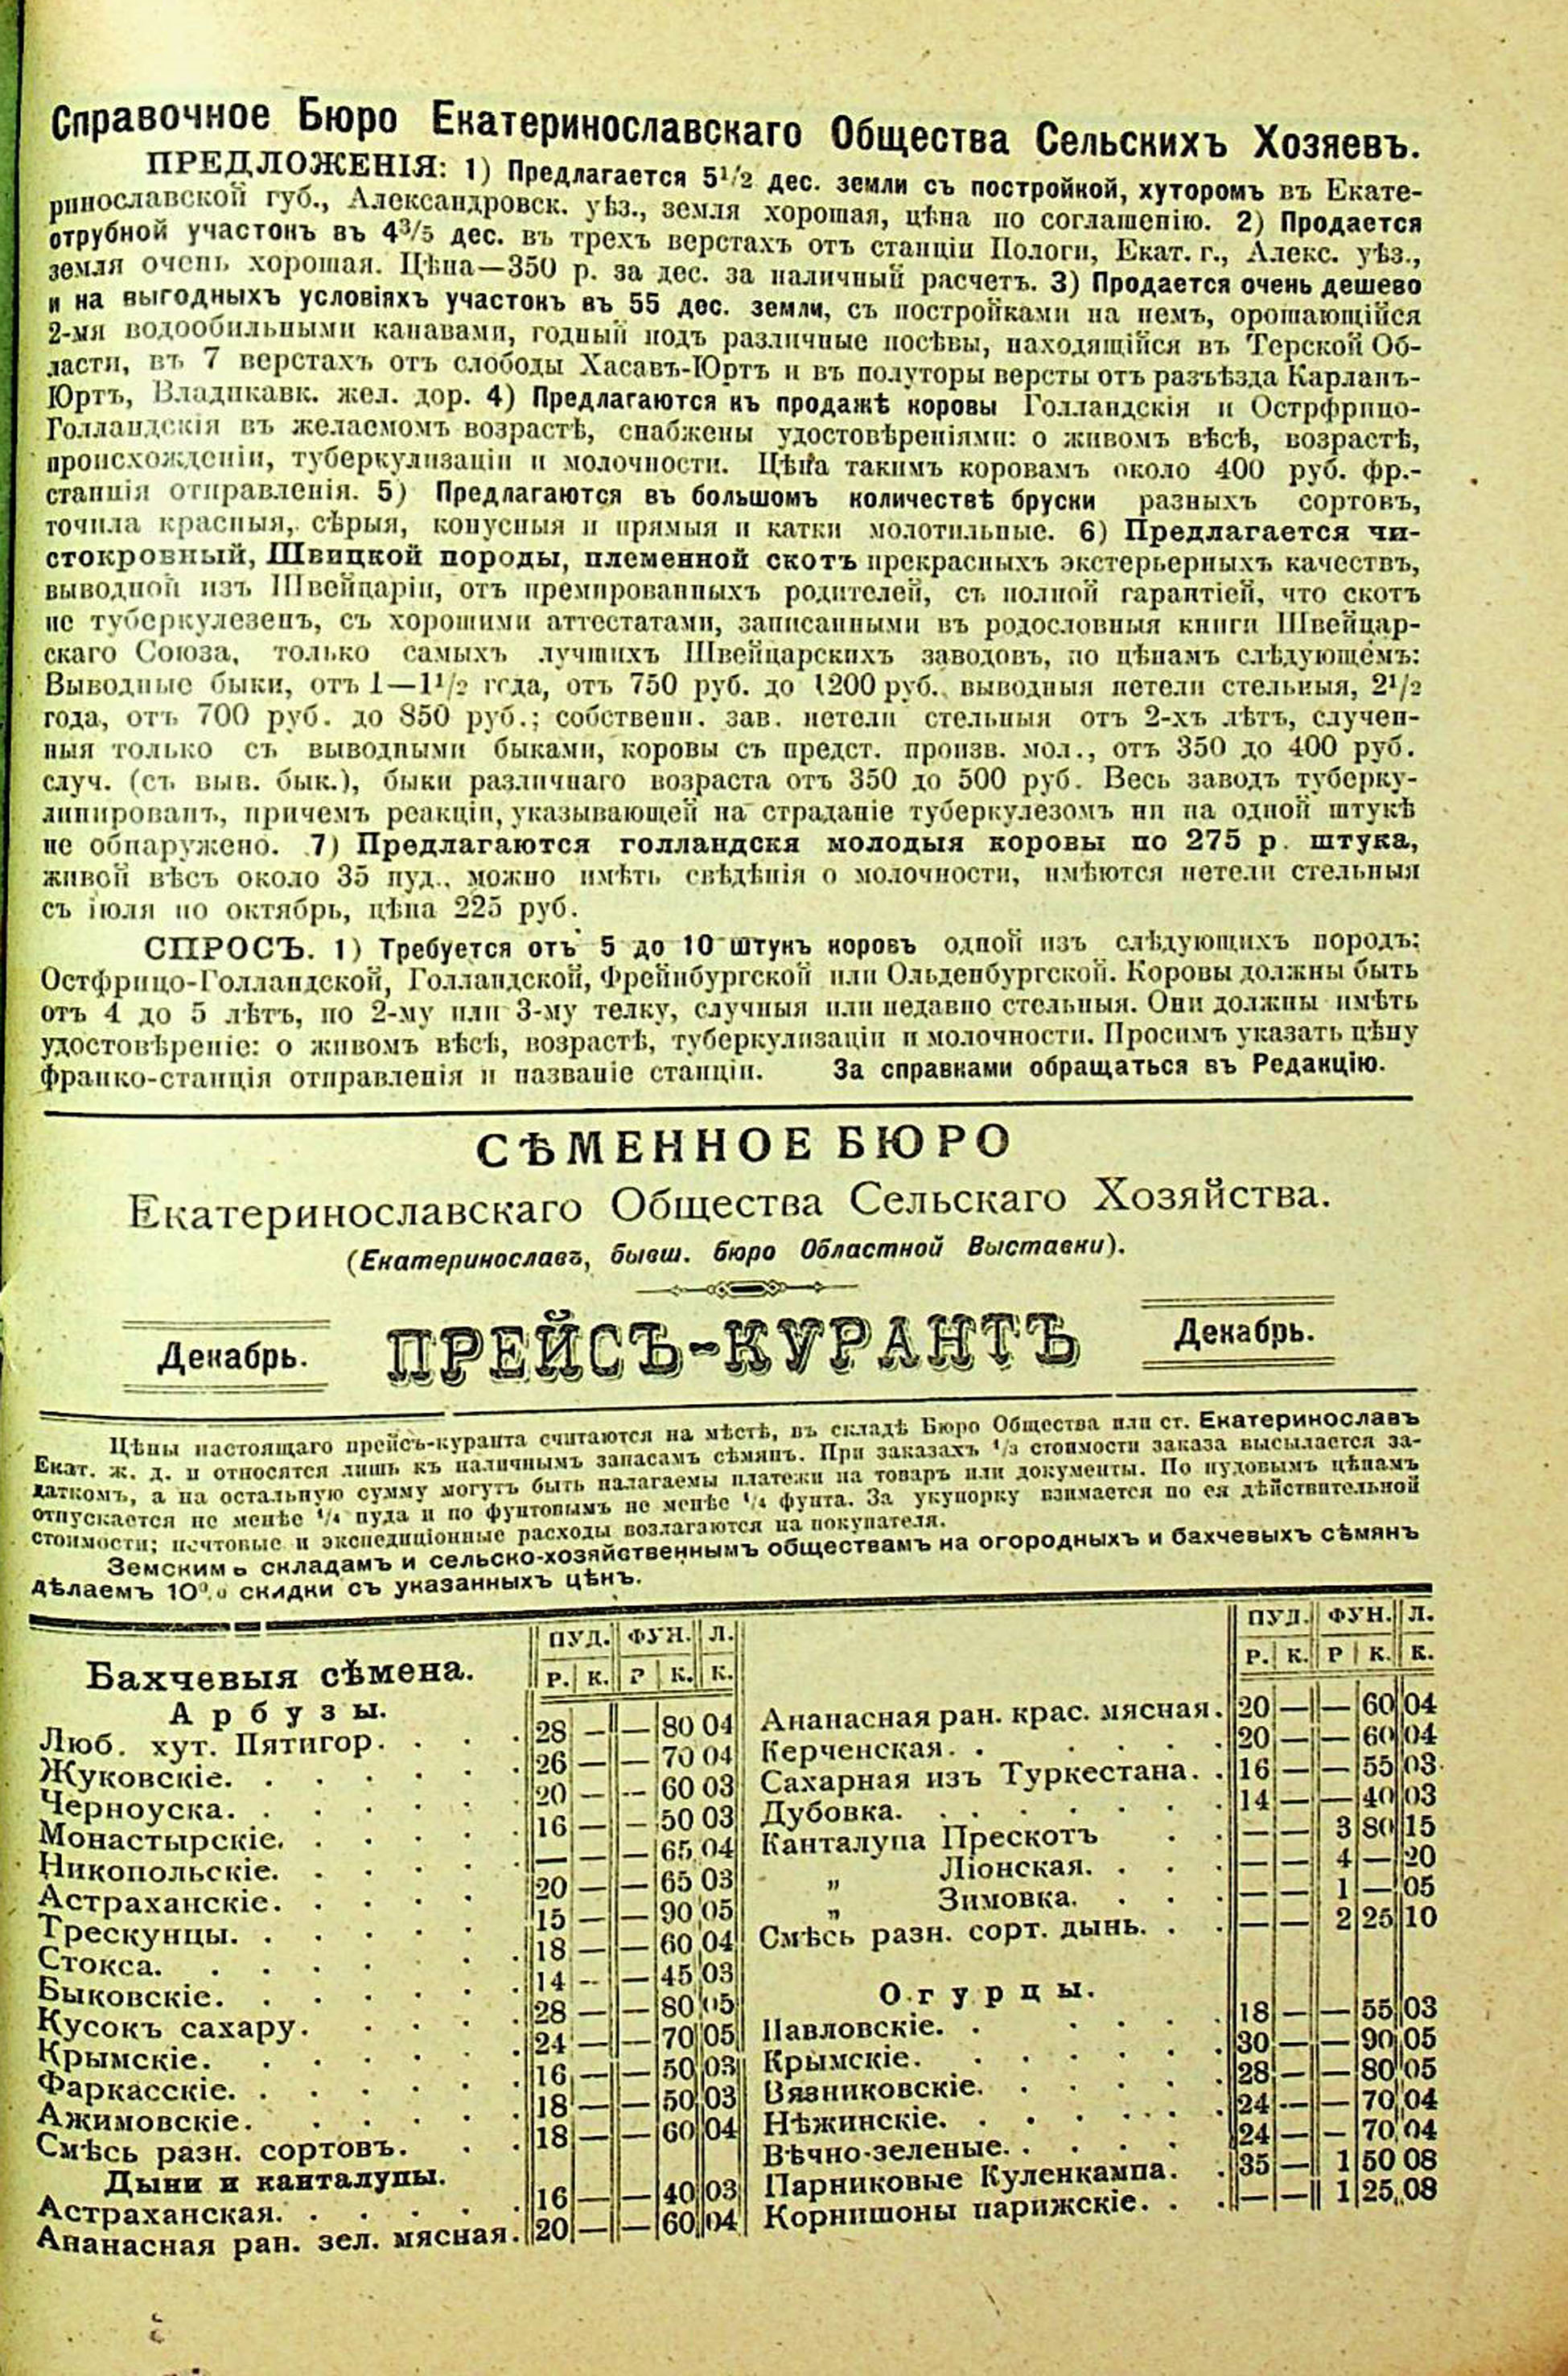 Справочное Бюро Екатеринославскаго Общества Сельскихъ Хозяевъ.
ПРЕДЛОЖЕНІЯ: 1) Предлагается 5¹/₂ дес. земли съ постройкой, хуторомъ въ Екате-
ринославской губ., Александровск. уѣз., земля хорошая, цѣна по соглашенію. 2) Продается
отрубной участокъ въ 4³/₅ дес. въ трехъ верстахъ отъ станціи Пологи, Екат. г., Алекс. уѣз.,
земля очень хорошая. Цѣна—350 р. за дес. за наличный расчетъ. 3) Продается очень дешево
и на выгодныхъ условіяхъ участокъ въ 55 дес. земли, съ постройками на немъ, орошающійся
2-мя водообильными канавами, годный подъ различные посѣвы, находящійся въ Терской Об-
ласти, въ 7 верстахъ отъ слободы Хасавъ-Юртъ и въ полуторы версты отъ разъѣзда Карланъ-
Юртъ, Владикавк. жел. дор. 4) Предлагаются къ продажѣ коровы Голландскія и Острфрицо-
Голландскія въ желаемомъ возрастѣ, снабжены удостовѣреніями: о живомъ вѣсѣ, возрастѣ,
происхожденіи, туберкулизаціи и молочности. Цѣна такимъ коровамъ около 400 руб. фр.-
станція отправленія. 5) Предлагаются въ большомъ количествѣ бруски разныхъ сортовъ,
точила красныя, сѣрыя, конусныя и прямыя и катки молотильные. 6) Предлагается чи-
стокровный, Швицкой породы, племенной скотъ прекрасныхъ экстерьерныхъ качествъ,
выводной изъ Швейцаріи, отъ премированныхъ родителей, съ полной гарантіей, что скотъ
не туберкулезенъ, съ хорошими аттестатами, записанными въ родословныя книги Швейцар-
скаго Союза, только самыхъ лучшихъ Швейцарскихъ заводовъ, по цѣнамъ слѣдующемъ:
Выводные быки, отъ 1—1¹/₂ года, отъ 750 руб. до 1200 руб., выводныя нетели стельныя, 2¹/₂
года, отъ 700 руб. до 850 руб.; собственн. зав. нетели стельныя отъ 2-хъ лѣтъ, случен-
ныя только съ выводными быками, коровы съ предст. произв. мол., отъ 350 до 400 руб.
случ. (съ выв. бык.), быки различнаго возраста отъ 350 до 500 руб. Весь заводъ туберку-
линированъ, причемъ реакціи, указывающей на страданіе туберкулезомъ ни на одной штукѣ
не обнаружено. 7) Предлагаются голландскя молодыя коровы по 275 р. штука,
живой вѣсъ около 35 пуд., можно имѣть свѣдѣнія о молочности, имѣются нетели стельныя
съ іюля по октябрь, цѣна 225 руб.
СПРОСЪ. 1) Требуется отъ 5 до 10 штукъ коровъ одной изъ слѣдующихъ породъ:
Остфрицо-Голландской, Голландской, Фрейнбургской или Ольденбургской. Коровы должны быть
отъ 4 до 5 лѣтъ, по 2-му или 3-му телку, случныя или недавно стельныя. Они должны имѣть
удостовѣреніе: о живомъ вѣсѣ, возрастѣ, туберкулизаціи и молочности. Просимъ указать цѣну
франко-станція отправленія и названіе станціи. За справками обращаться въ Редакцію.
СѢМЕННОЕ БЮРО
Екатеринославскаго Общества Сельскаго Хозяйства.
(Екатеринославъ, бывш. бюро Областной Выставки).
Декабрь. ПРЕЙСЪ-КУРАНТЪ Декабрь.
Цѣны настоящаго прейсъ-куранта считаются на мѣстѣ, въ складѣ Бюро Общества или ст. Екатеринославъ
Екат. ж. д. и относятся лишь къ наличнымъ запасамъ сѣмянъ. При заказахъ ¹/₃ стоимости заказа высылается за-
даткомъ, а на остальную сумму могутъ быть налагаемы платежи на товаръ или документы. По пудовымъ цѣнамъ
отпускается не менѣе ¹/₄ пуда и по фунтовымъ не менѣе ¹/₄ фунта. За укупорку взимается по ея дѣйствительной
стоимости; почтовые и экспедиціонные расходы возлагаются на покупателя.
Земскимъ складамъ и сельско-хозяйственнымъ обществамъ на огородныхъ и бахчевыхъ сѣмянъ
дѣлаемъ 10% скидки съ указанныхъ цѣнъ.
ПУД. ФУН. Л.
Р. К. Р К. К.
Бахчевыя сѣмена.
Арбузы.
Люб. хут. Пятигор. 28 — — 80 04
Жуковскіе. 26 — — 70 04
Черноуска. 20 — — 60 03
Монастырскіе. 16 — — 50 03
Никопольскіе. — — — 65 04
Астраханскіе. 20 — — 65 03
Трескунцы. 15 — — 90 05
Стокса. 18 — — 60 04
Быковскіе. 14 — — 45 03
Кусокъ сахару. 28 — — 80 05
Крымскіе. 24 — — 70 05
Фаркасскіе. 16 — — 50 03
Ажимовскіе. 18 — — 50 03
Смѣсь разн. сортовъ. 18 — — 60 04
Дыни и канталупы.
Астраханская. 16 — — 40 03
Ананасная ран. зел. мясная. 20 — — 60 04
ПУД. ФУН. Л.
Р. К. Р К. К.
Ананасная ран. крас. мясная. 20 — — 60 04
Керченская. 20 — — 60 04
Сахарная изъ Туркестана. 16 — — 55 03
Дубовка. 14 — — 40 03
Канталупа Прескотъ — — 3 80 15
„ Ліонская. — — 4 — 20
„ Зимовка. — — 1 — 05
Смѣсь разн. сорт. дынь. — — 2 25 10
Огурцы.
Павловскіе. 18 — — 55 03
Крымскіе. 30 — — 90 05
Вязниковскіе. 28 — — 80 05
Нѣжинскіе. 24 — — 70 04
Вѣчно-зеленые. 24 — — 70 04
Парниковые Куленкампа. 35 — 1 50 08
Корнишоны парижскіе. — — 1 25 08